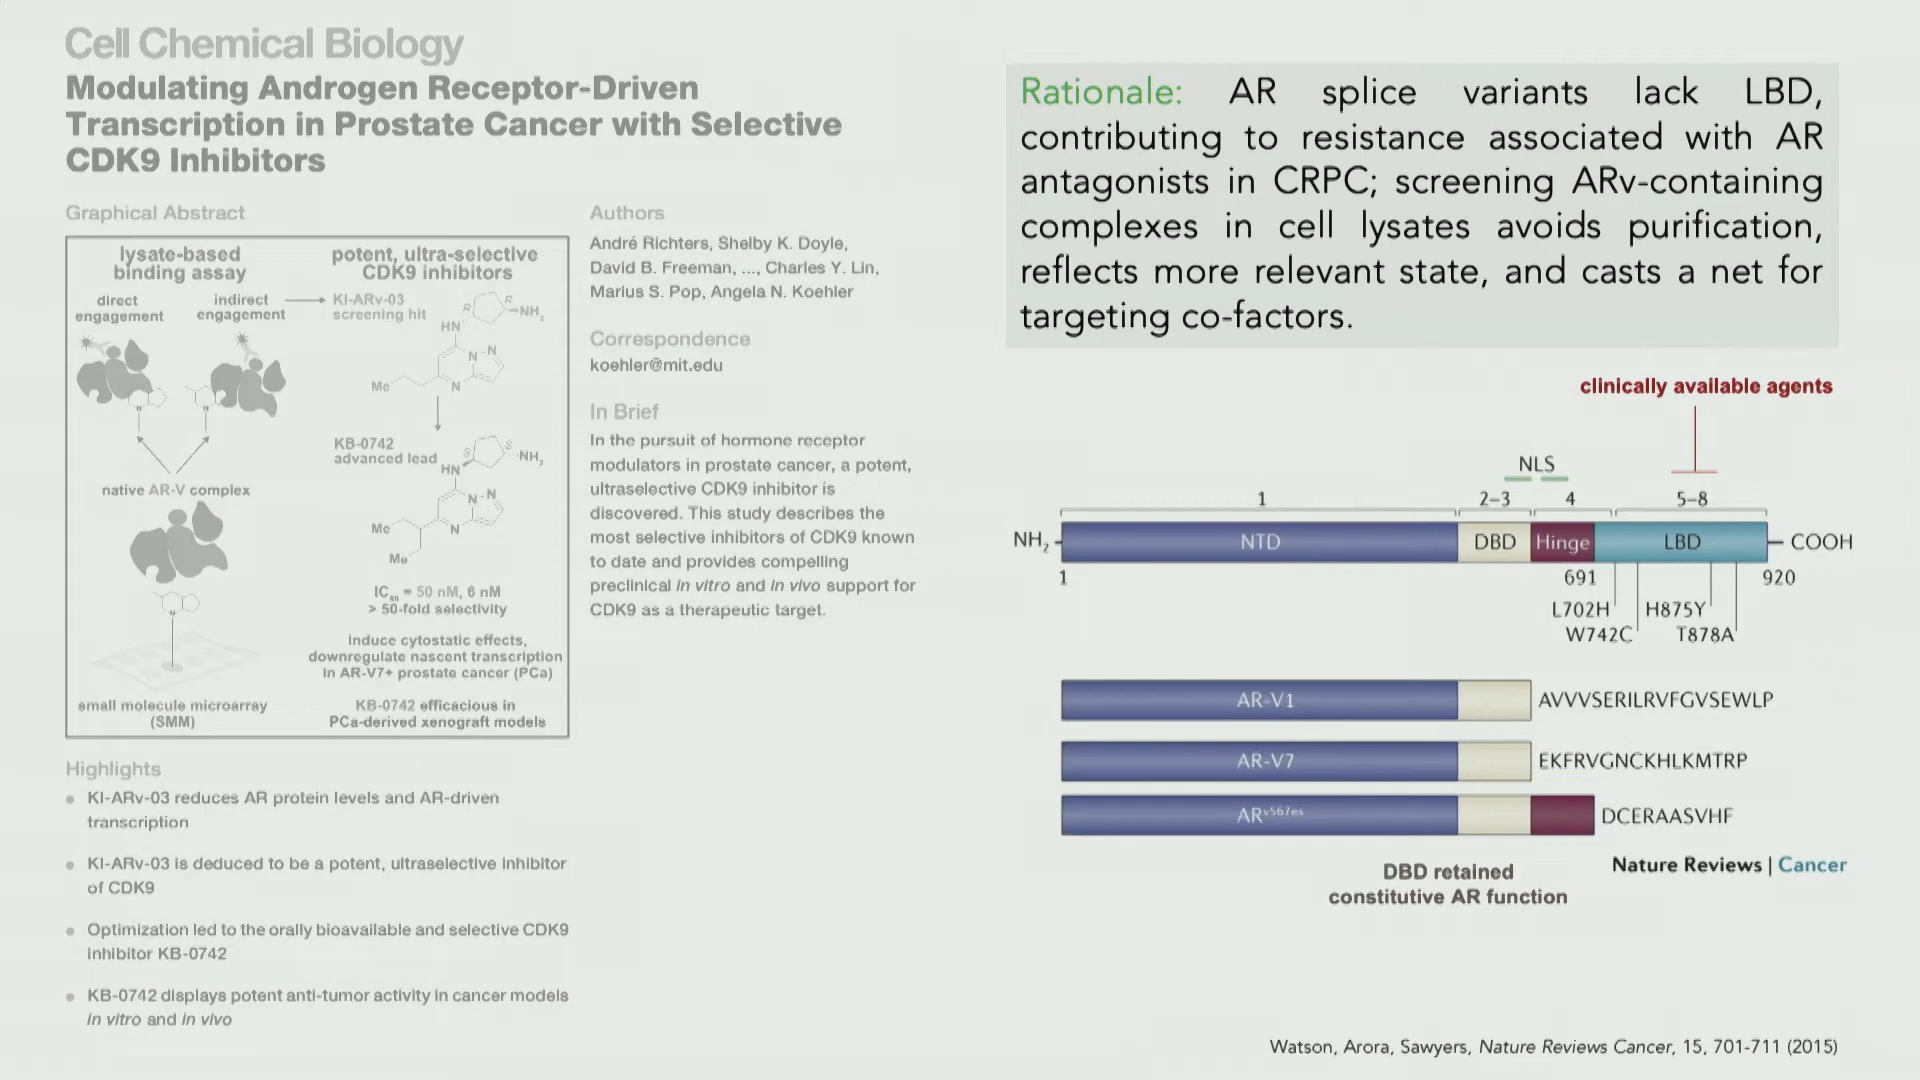 Cell Chemical Biology
Modulating Androgen Receptor-Driven
Transcription in Prostate Cancer with Selective
CDK9 Inhibitors
Graphical Abstract
lysate-based
binding assay
direct
engagement
indirect
engagement
native AR-V complex
small molecule microarray
(SMM)
potent, ultra-selective
CDK9 inhibitors
KI-ARv-03
screening hit
HN
R
R
NH2
N
N
N
Me
KB-0742
advanced lead
HN
S
S
NH2
N
N
N
Me
Me
IC50 = 50 nM, 6 nM
> 50-fold selectivity
induce cytostatic effects,
downregulate nascent transcription
in AR-V7+ prostate cancer (PCa)
KB-0742 efficacious in
PCa-derived xenograft models
Authors
André Richters, Shelby K. Doyle,
David B. Freeman, ..., Charles Y. Lin,
Marius S. Pop, Angela N. Koehler
Correspondence
koehler@mit.edu
In Brief
In the pursuit of hormone receptor
modulators in prostate cancer, a potent,
ultraselective CDK9 inhibitor is
discovered. This study describes the
most selective inhibitors of CDK9 known
to date and provides compelling
preclinical in vitro and in vivo support for
CDK9 as a therapeutic target.
Highlights
KI-ARv-03 reduces AR protein levels and AR-driven
transcription
KI-ARv-03 is deduced to be a potent, ultraselective inhibitor
of CDK9
Optimization led to the orally bioavailable and selective CDK9
inhibitor KB-0742
KB-0742 displays potent anti-tumor activity in cancer models
in vitro and in vivo
Rationale: AR splice variants lack LBD,
contributing to resistance associated with AR
antagonists in CRPC; screening ARv-containing
complexes in cell lysates avoids purification,
reflects more relevant state, and casts a net for
targeting co-factors.
clinically available agents
NLS
1 2–3 4 5–8
NH2 NTD DBD Hinge LBD COOH
1 691 920
L702H H875Y
W742C T878A
AR-V1 AVVVSERILRVFGVSEWLP
AR-V7 EKFRVGNCKHLKMTRP
ARv567es DCERAASVHF
DBD retained
constitutive AR function
Nature Reviews | Cancer
Watson, Arora, Sawyers, Nature Reviews Cancer, 15, 701-711 (2015)